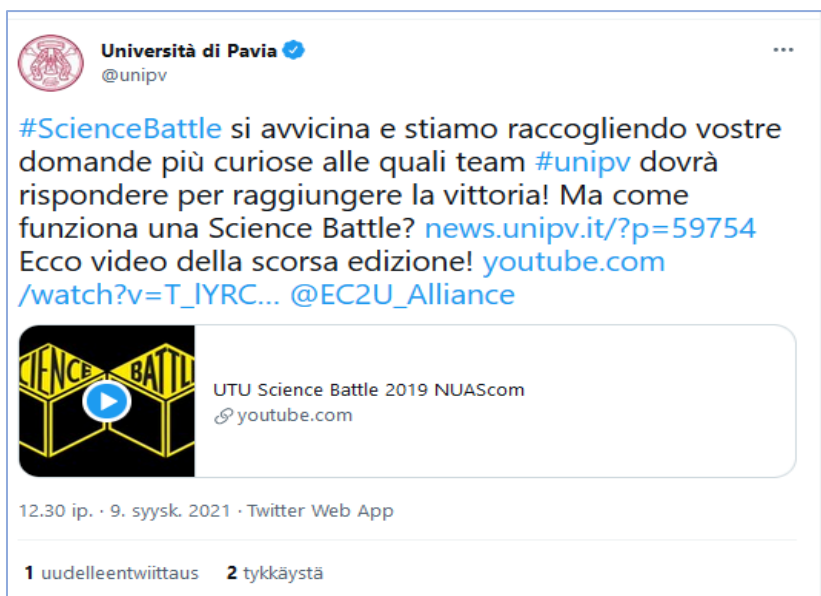 Università di Pavia
@unipv
#ScienceBattle si avvicina e stiamo raccogliendo vostre
domande più curiose alle quali team #unipv dovrà
rispondere per raggiungere la vittoria! Ma come
funziona una Science Battle? news.unipv.it/?p=59754
Ecco video della scorsa edizione! youtube.com
/watch?v=T_lYRC... @EC2U_Alliance
CIENCE BATTL
UTU Science Battle 2019 NUAScom
youtube.com
12.30 ip. · 9. syysk. 2021 · Twitter Web App
1 uudelleentwiittaus 2 tykkäystä